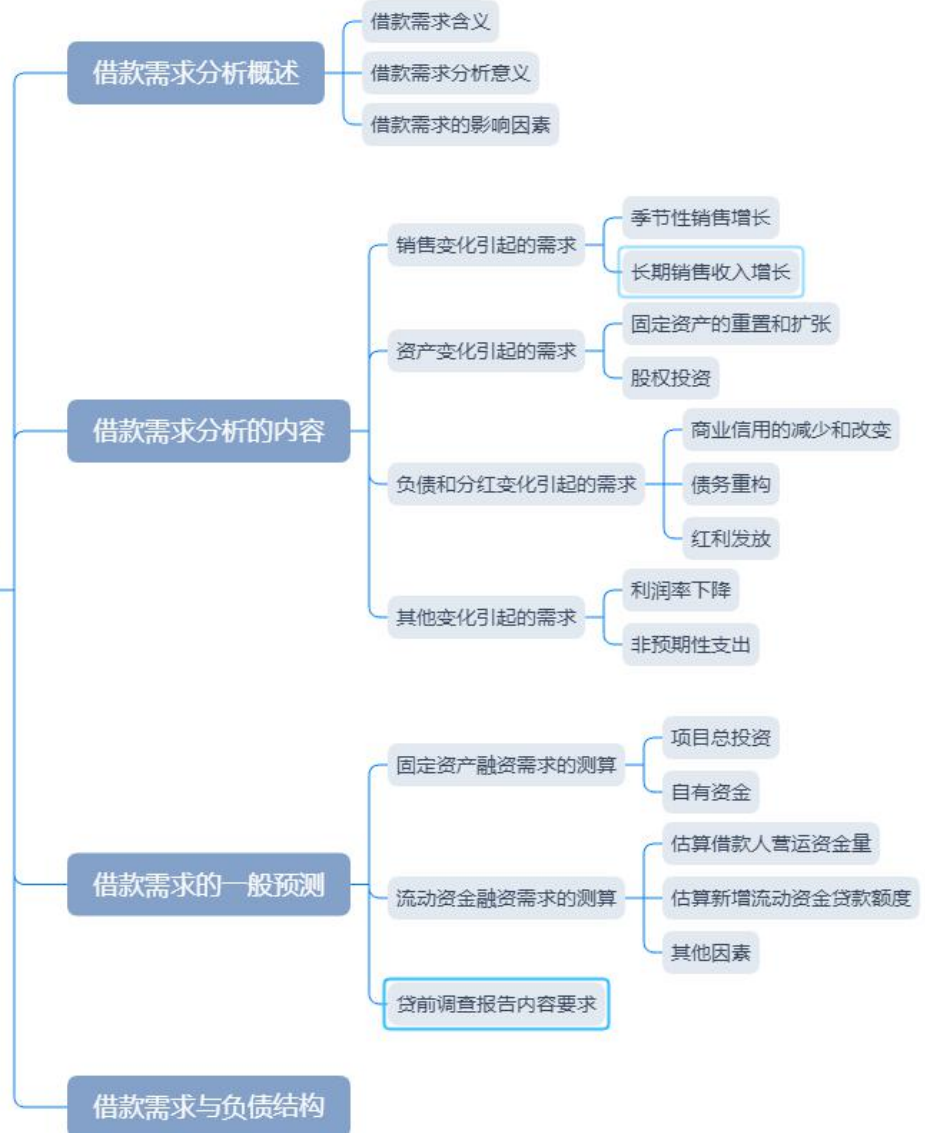 借款需求分析概述
借款需求含义
借款需求分析意义
借款需求的影响因素
借款需求分析的内容
销售变化引起的需求
季节性销售增长
长期销售收入增长
资产变化引起的需求
固定资产的重置和扩张
股权投资
负债和分红变化引起的需求
商业信用的减少和改变
债务重构
红利发放
其他变化引起的需求
利润率下降
非预期性支出
借款需求的一般预测
固定资产融资需求的测算
项目总投资
自有资金
流动资金融资需求的测算
估算借款人营运资金量
估算新增流动资金贷款额度
其他因素
贷前调查报告内容要求
借款需求与负债结构